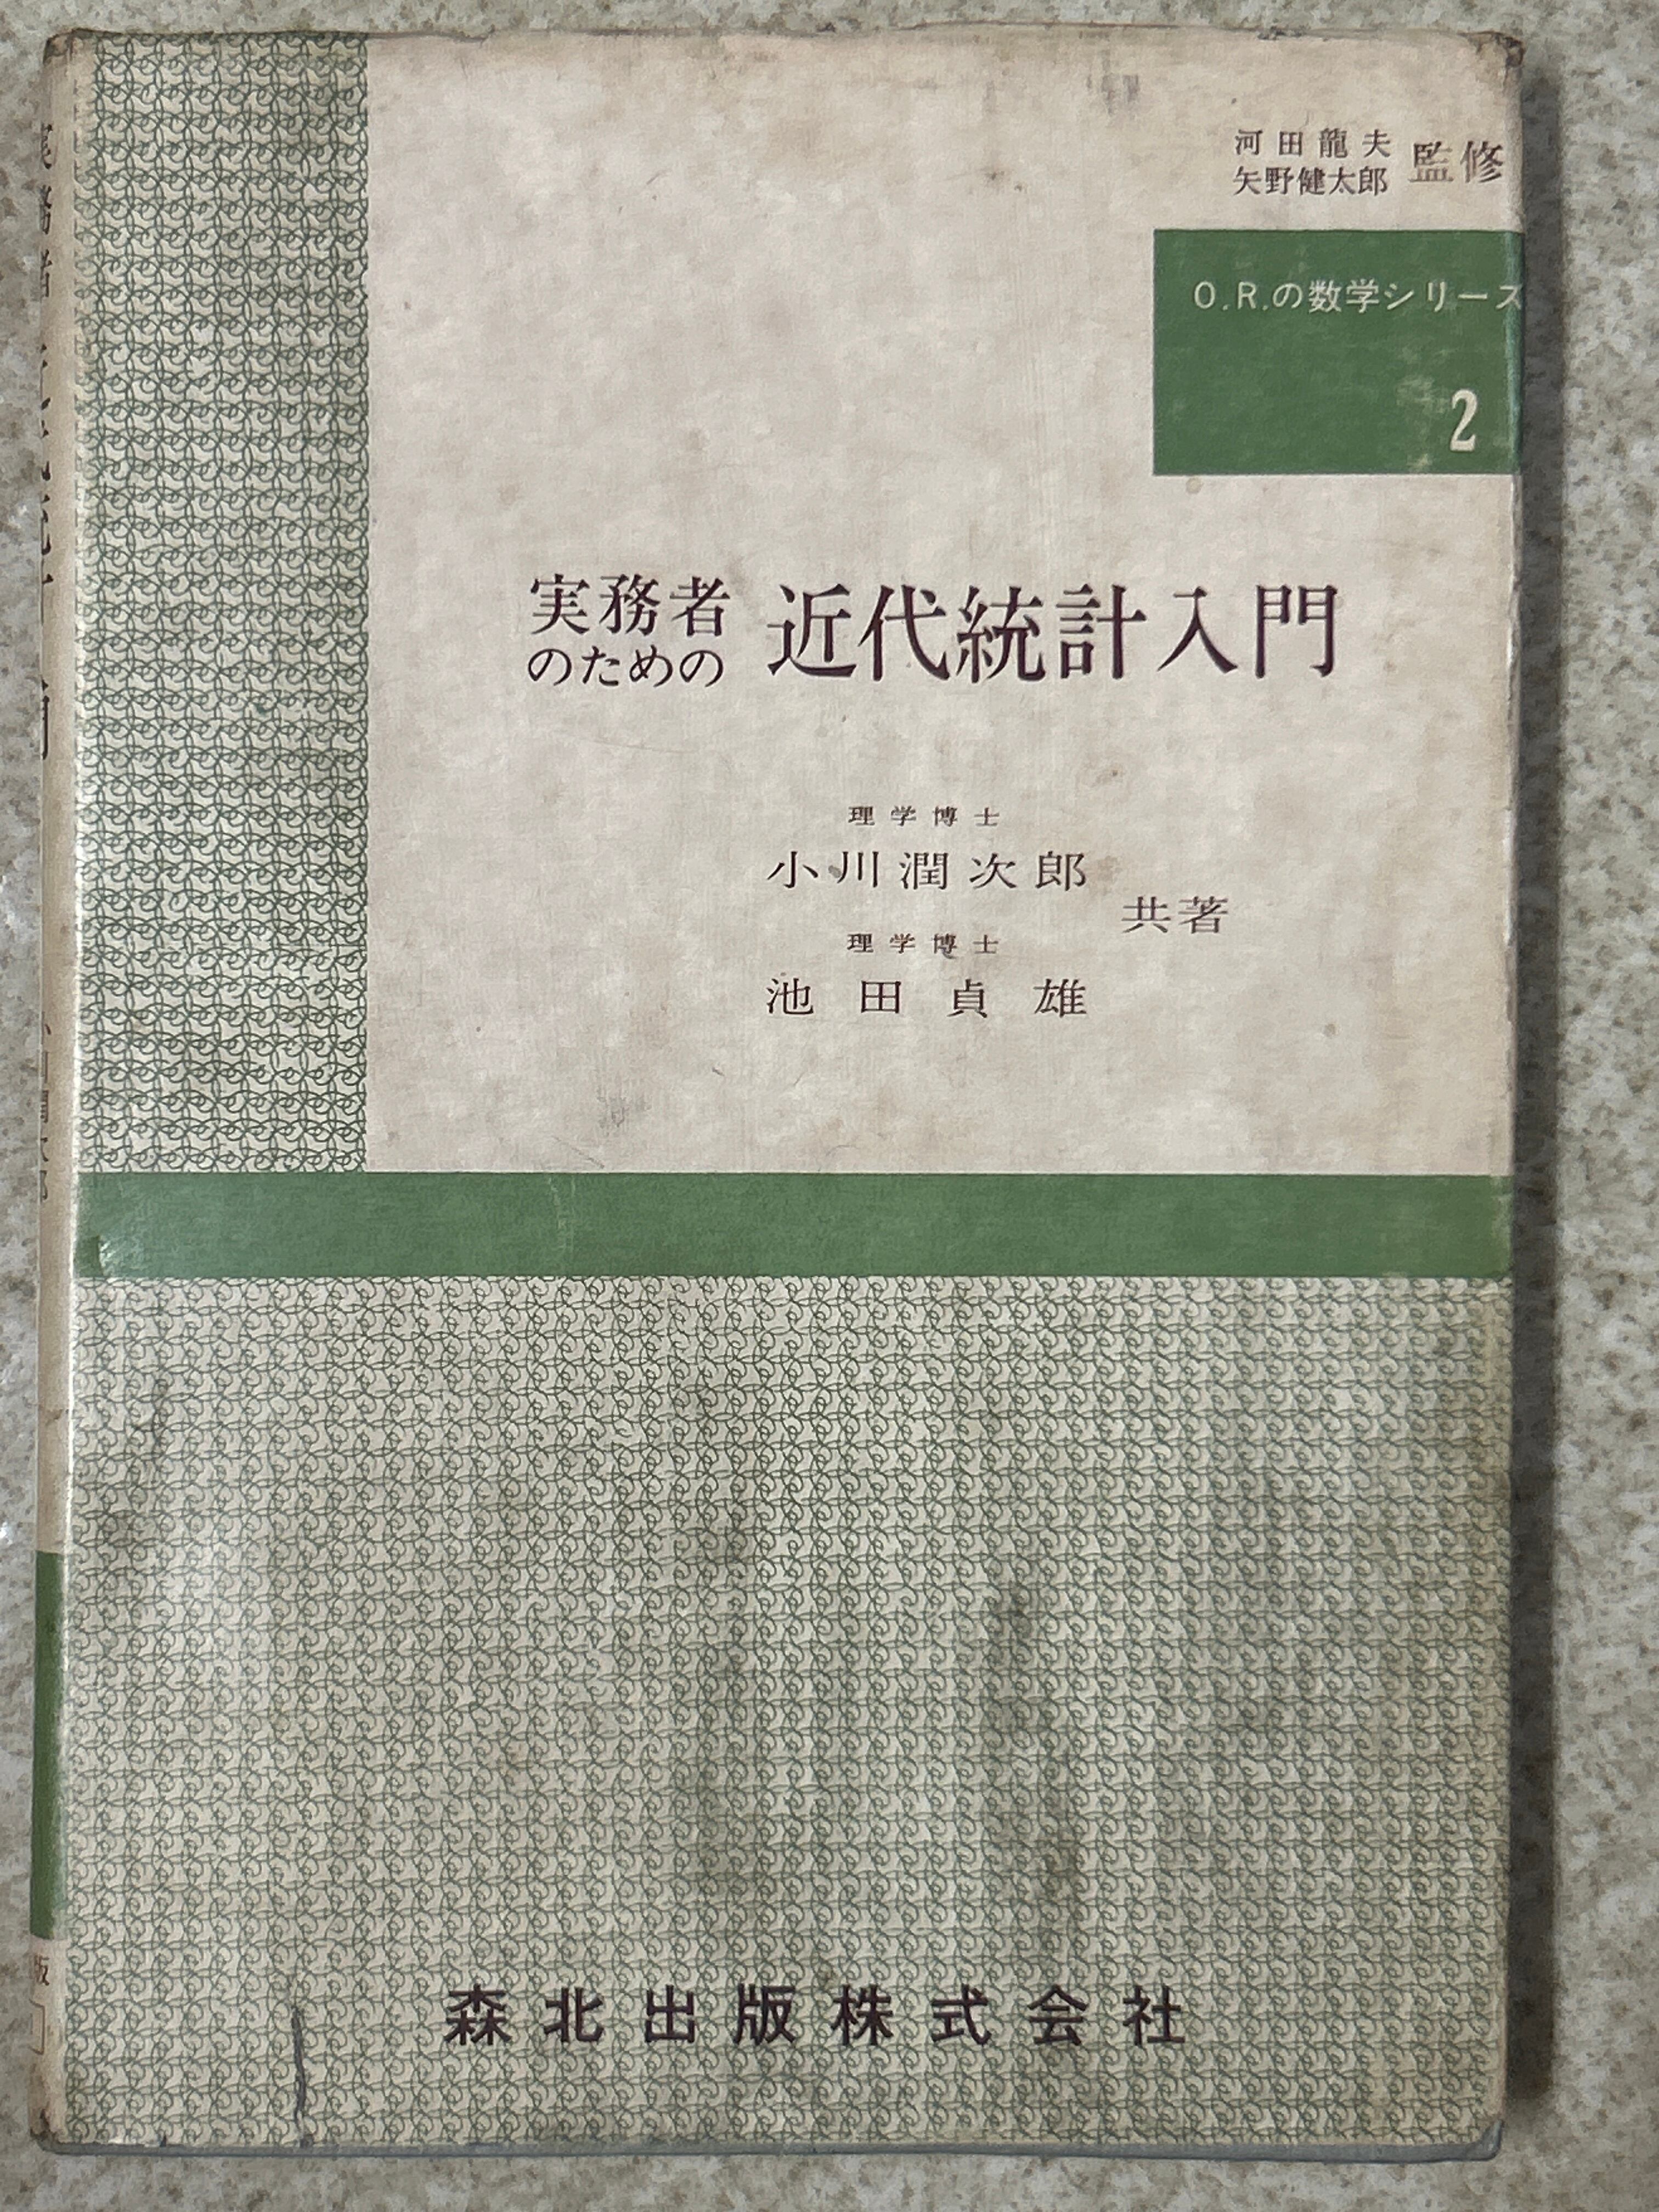 河田龍夫
矢野健太郎
監修
O.R.の数学シリーズ
2
実務者
のための
近代統計入門
理学博士
小川潤次郎
理学博士
池田貞雄
共著
森北出版株式会社